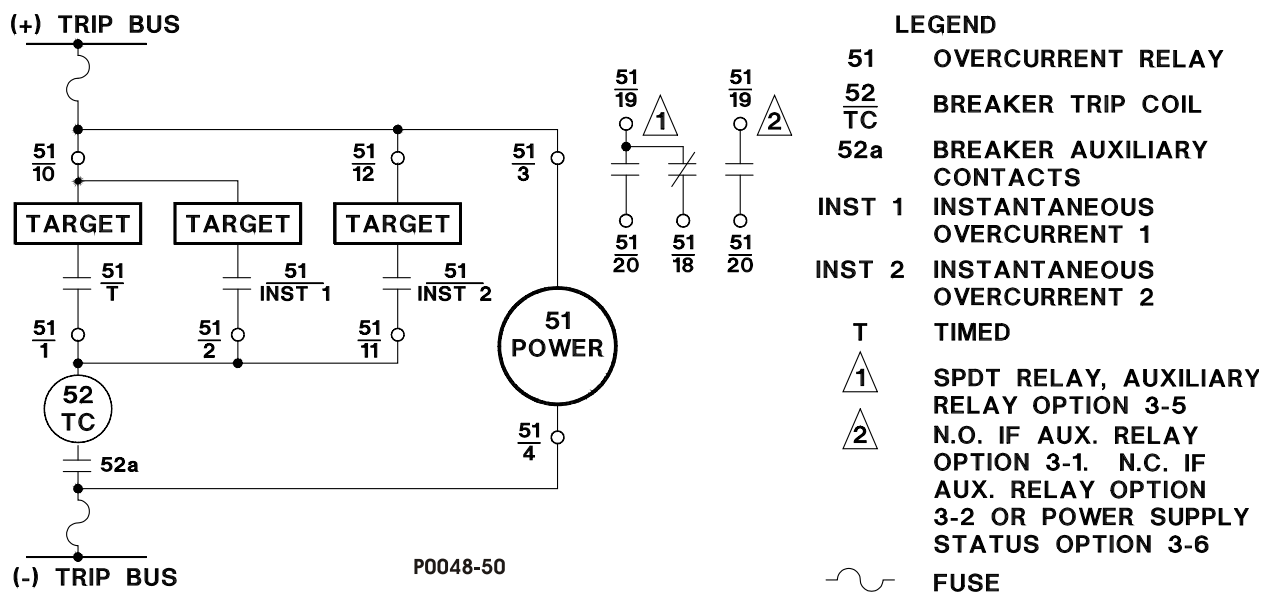 (+) TRIP BUS
51
10
51
12
51
3
TARGET
TARGET
TARGET
51
T
51
INST 1
51
INST 2
51
1
51
2
51
11
51
POWER
52
TC
52a
51
4
(-) TRIP BUS
P0048-50
51
19
1
51
19
2
51
20
51
18
51
20
LEGEND
51 OVERCURRENT RELAY
52
TC
BREAKER TRIP COIL
52a BREAKER AUXILIARY
CONTACTS
INST 1 INSTANTANEOUS
OVERCURRENT 1
INST 2 INSTANTANEOUS
OVERCURRENT 2
T TIMED
1 SPDT RELAY, AUXILIARY
RELAY OPTION 3-5
2 N.O. IF AUX. RELAY
OPTION 3-1. N.C. IF
AUX. RELAY OPTION
3-2 OR POWER SUPPLY
STATUS OPTION 3-6
FUSE